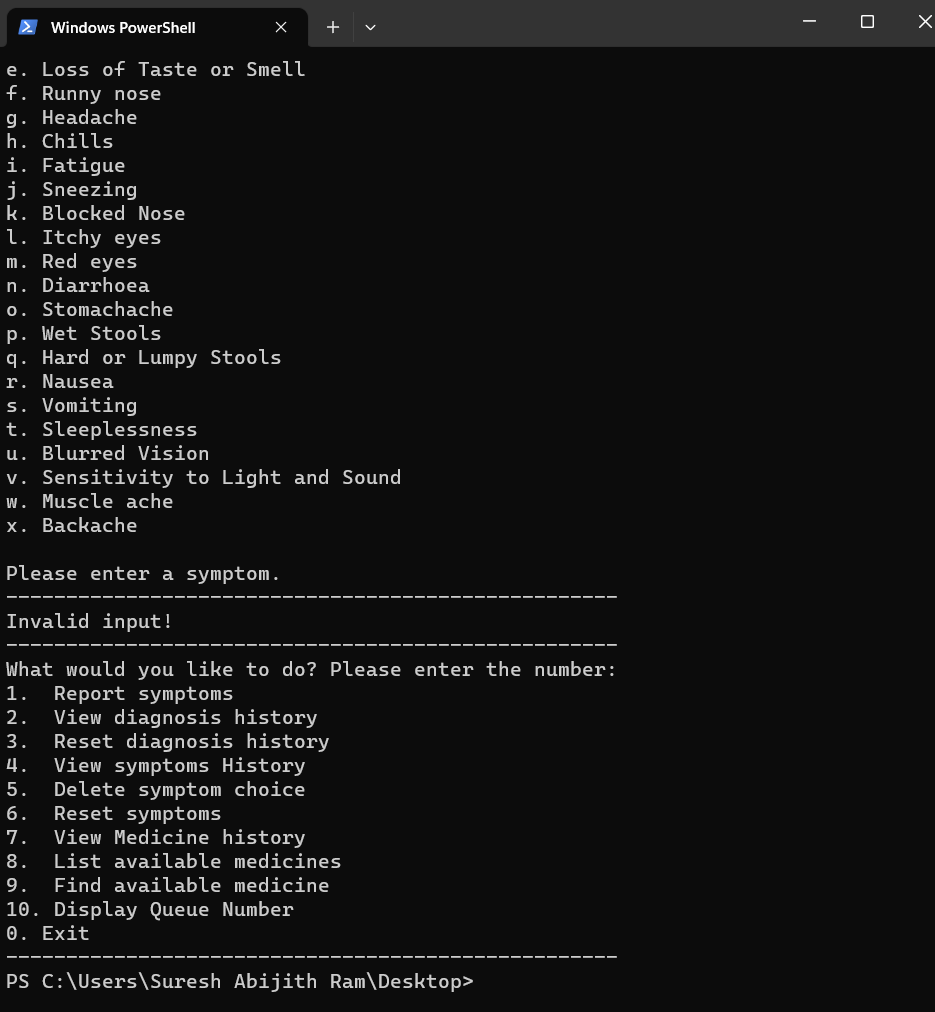 Windows PowerShell
e. Loss of Taste or Smell
f. Runny nose
g. Headache
h. Chills
i. Fatigue
j. Sneezing
k. Blocked Nose
l. Itchy eyes
m. Red eyes
n. Diarrhoea
o. Stomachache
p. Wet Stools
q. Hard or Lumpy Stools
r. Nausea
s. Vomiting
t. Sleeplessness
u. Blurred Vision
v. Sensitivity to Light and Sound
w. Muscle ache
x. Backache
Please enter a symptom.
---------------------------------------------------
Invalid input!
---------------------------------------------------
What would you like to do? Please enter the number:
1.  Report symptoms
2.  View diagnosis history
3.  Reset diagnosis history
4.  View symptoms History
5.  Delete symptom choice
6.  Reset symptoms
7.  View Medicine history
8.  List available medicines
9.  Find available medicine
10. Display Queue Number
0. Exit
---------------------------------------------------
PS C:\Users\Suresh Abijith Ram\Desktop>